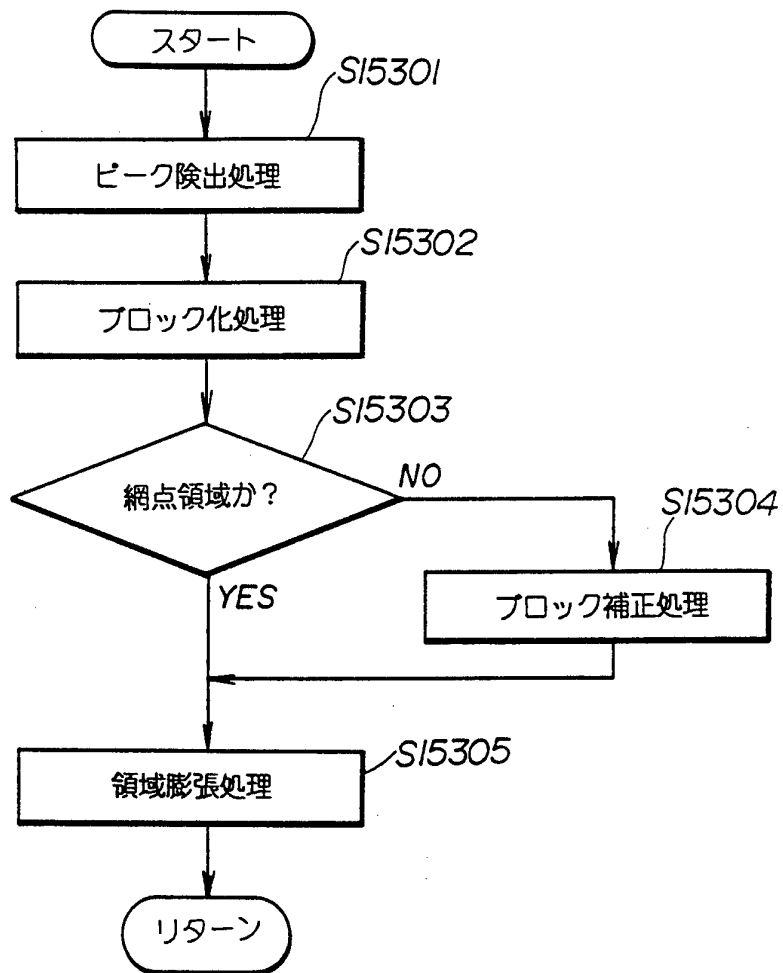 スタート
S15301
ピーク険出処理
S15302
ブロック化処理
S15303
網点領域か?
NO
S15304
YES
ブロック補正処理
S15305
領域膨張処理
リターン